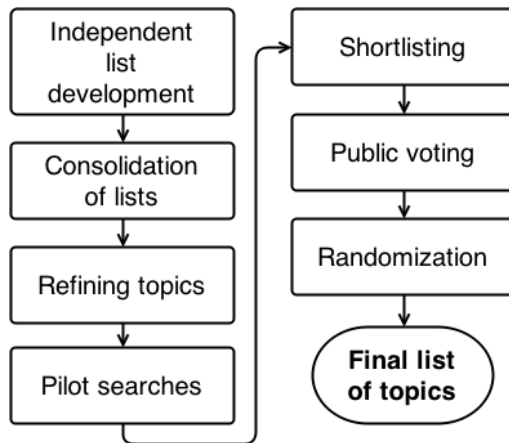 Independent
list
development
Consolidation
of lists
Refining topics
Pilot searches
Shortlisting
Public voting
Randomization
Final list
of topics